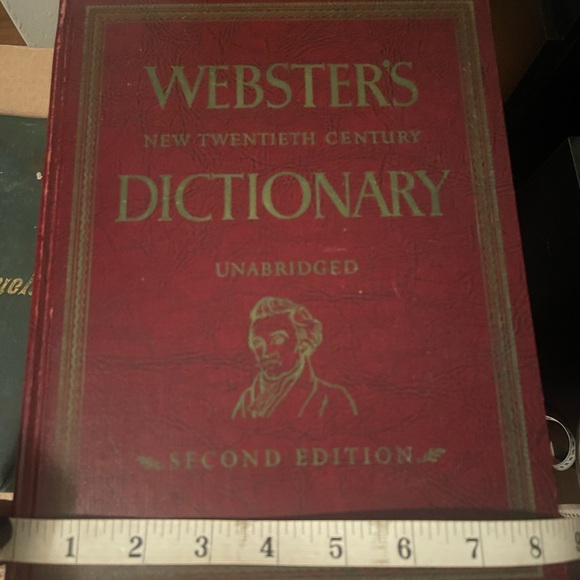 WEBSTER'S
NEW TWENTIETH CENTURY
DICTIONARY
UNABRIDGED
SECOND EDITION
1 2 3 4 5 6 7 8